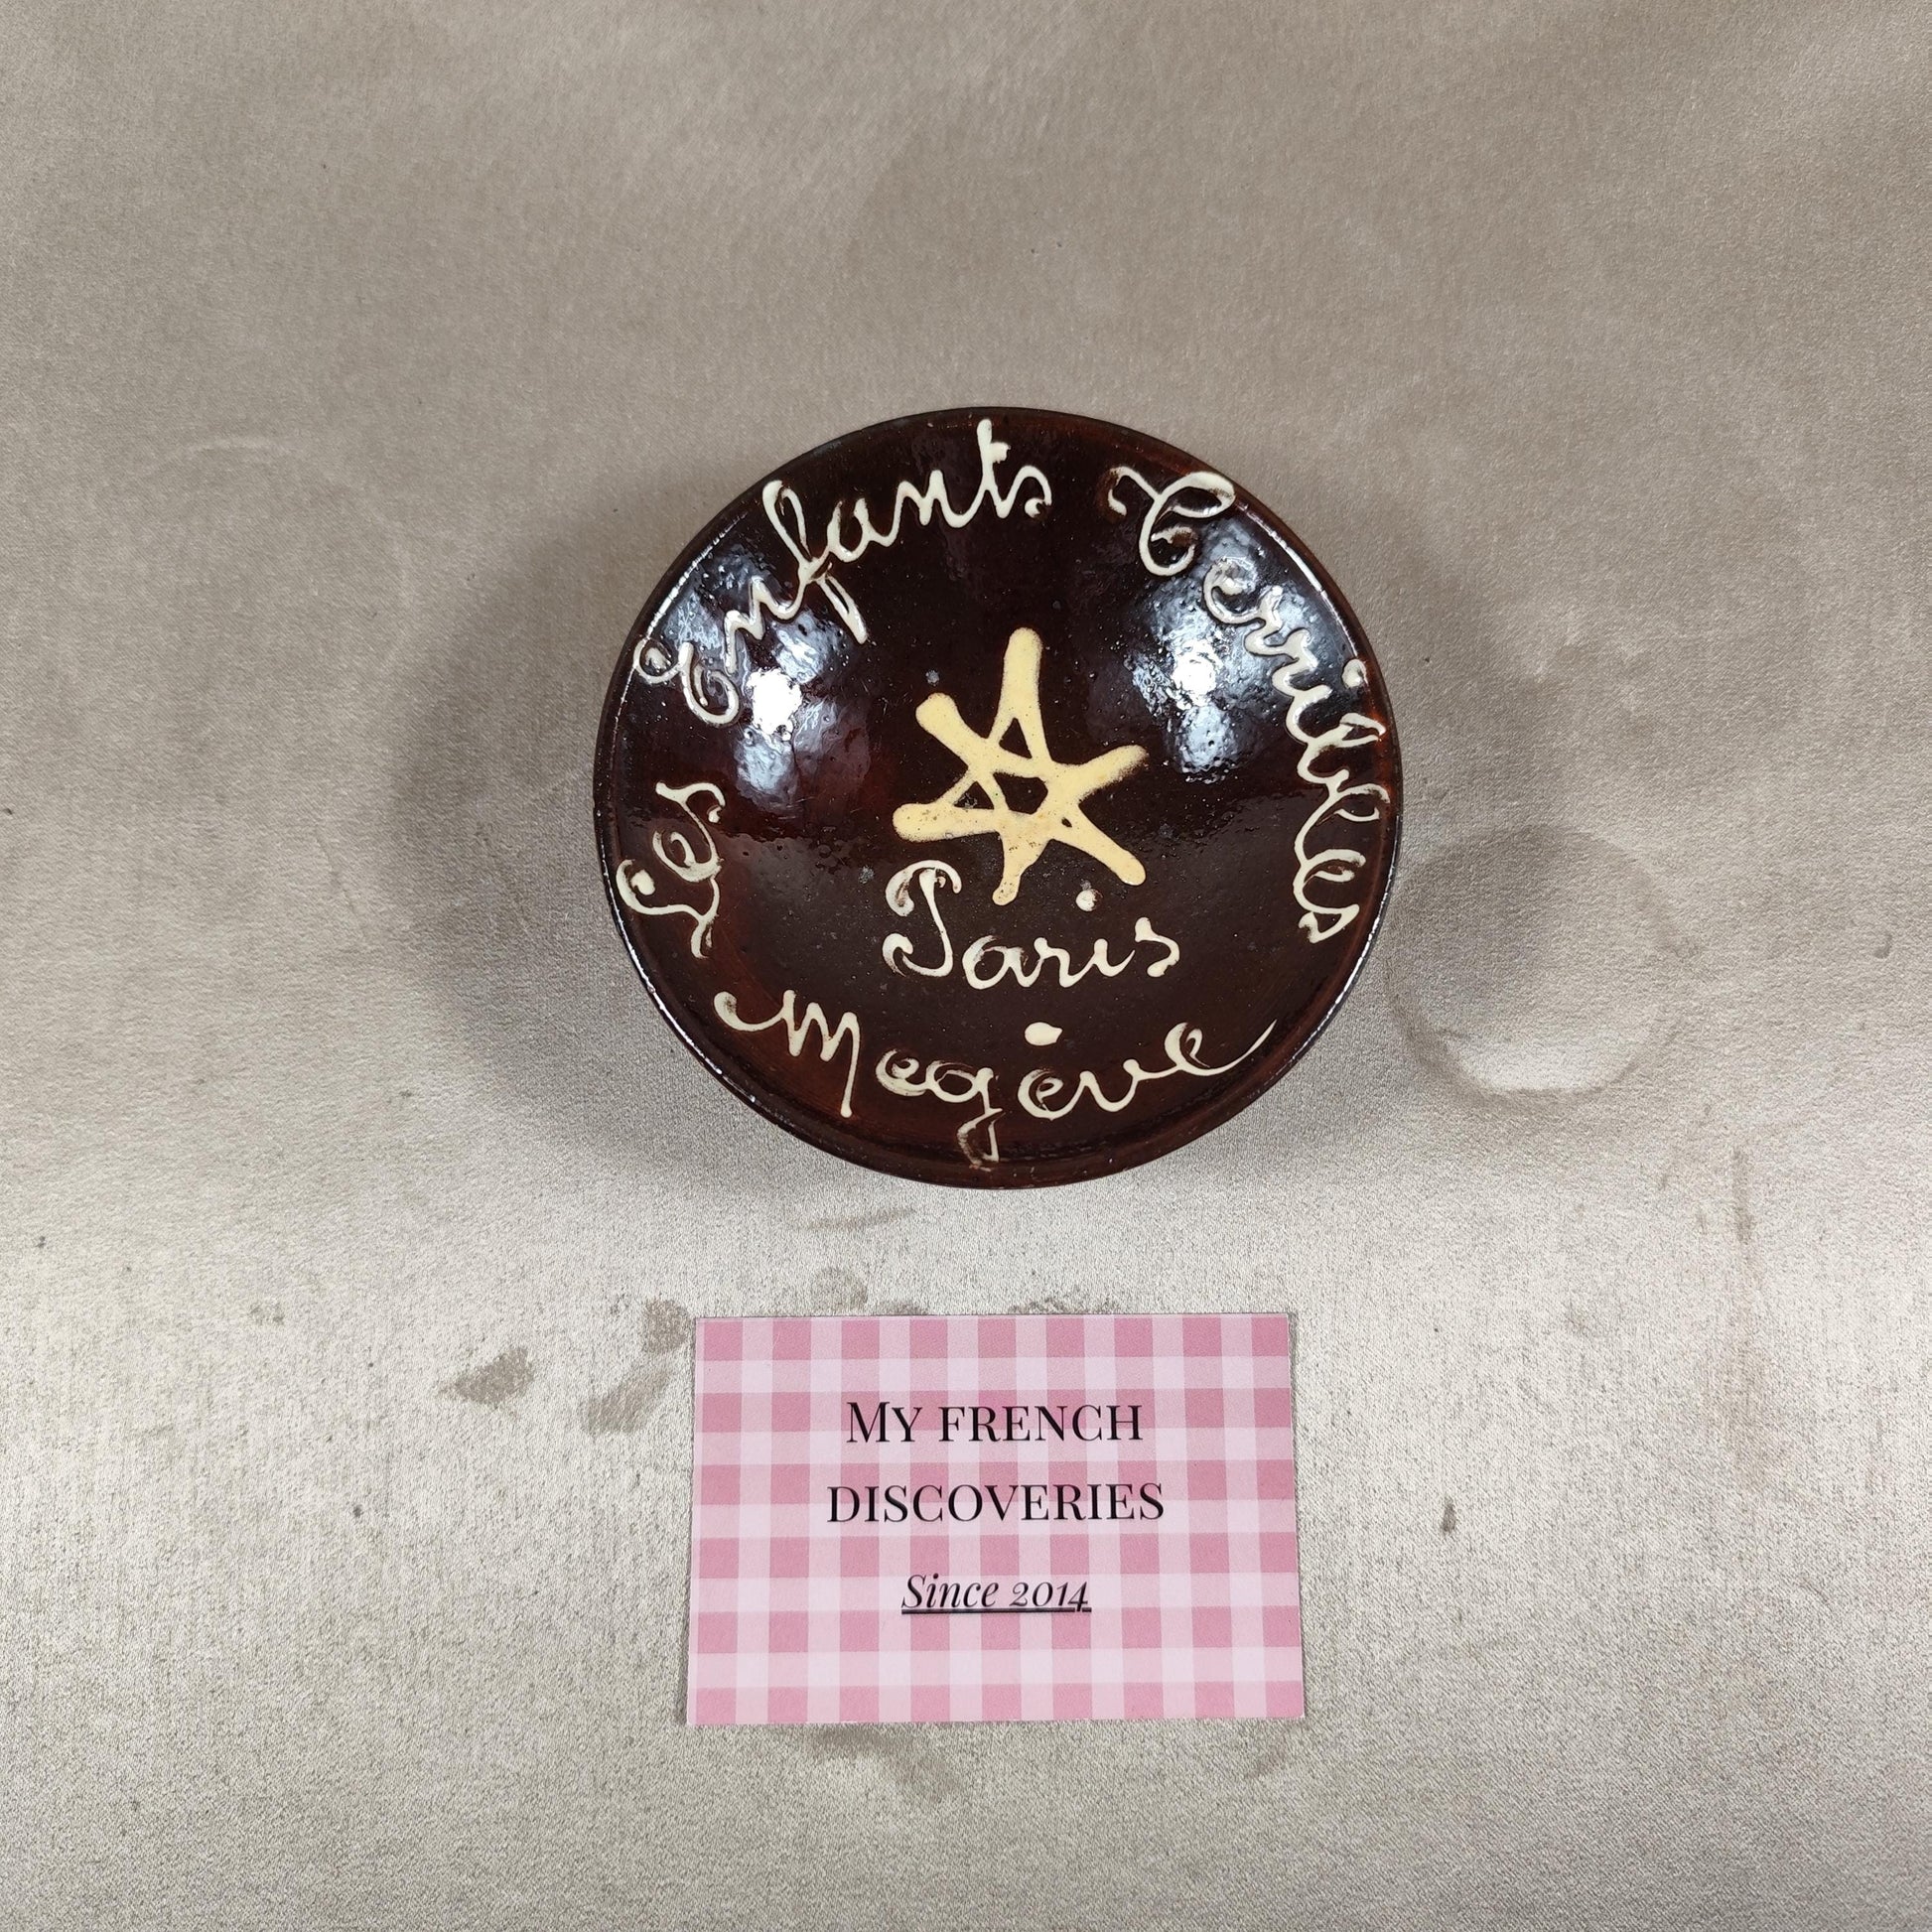 Les Enfants Terribles
Paris
Megève
MY FRENCH
DISCOVERIES
Since 2014